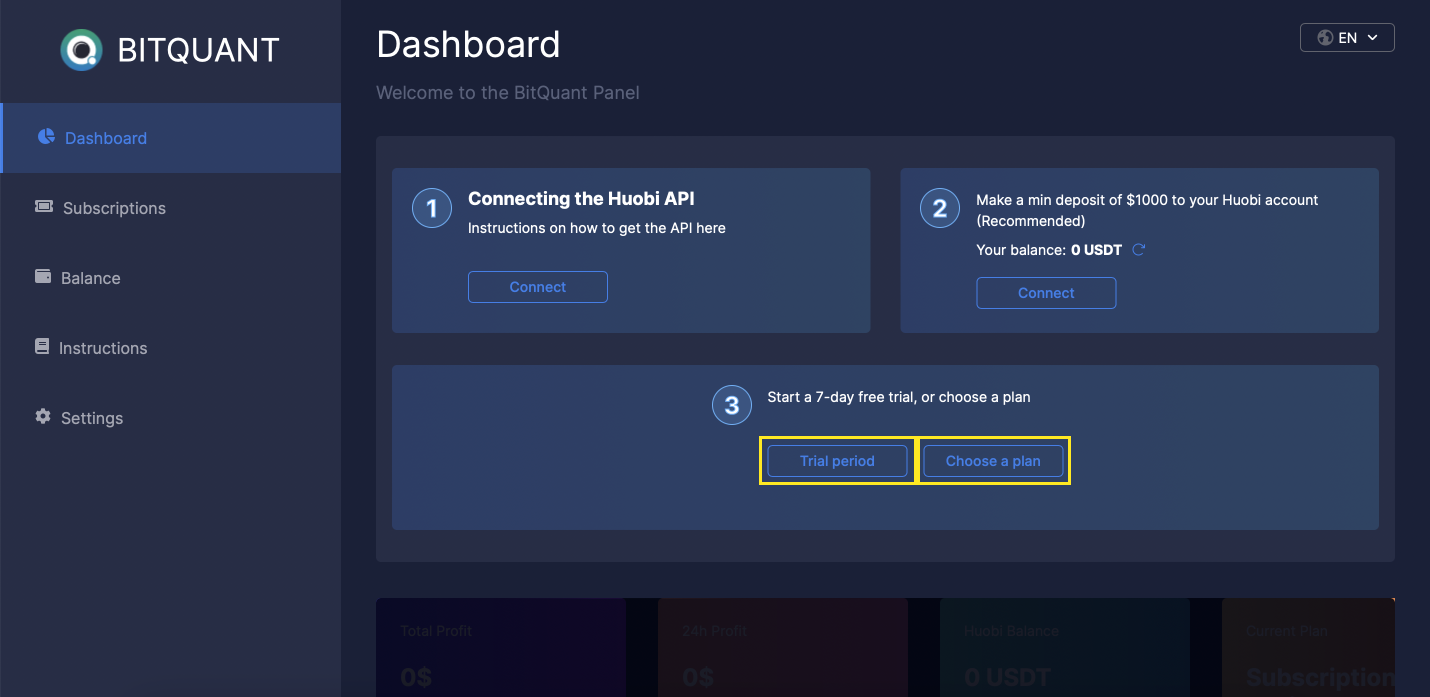 BITQUANT
Dashboard
Subscriptions
Balance
Instructions
Settings
Dashboard
EN
Welcome to the BitQuant Panel
1
Connecting the Huobi API
Instructions on how to get the API here
Connect
2
Make a min deposit of $1000 to your Huobi account
(Recommended)
Your balance: 0 USDT
Connect
3
Start a 7-day free trial, or choose a plan
Trial period
Choose a plan
Total Profit
0$
24h Profit
0$
Huobi Balance
0 USDT
Current Plan
Subscription